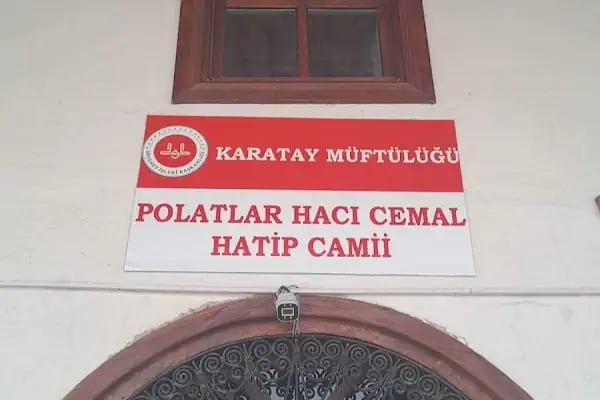 KARATAY MÜFTÜLÜĞÜ
POLATLAR HACI CEMAL
HATİP CAMİİ